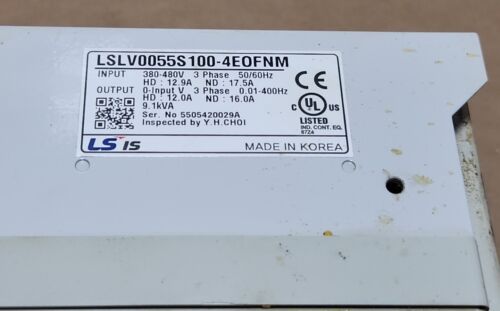 LSLV0055S100-4EOFNM
INPUT 380-480V 3 Phase 50/60Hz
HD : 12.9A ND : 17.5A
OUTPUT 0-Input V 3 Phase 0.01-400Hz
HD : 12.0A ND : 16.0A
9.1kVA
Ser. No 5505420029A
Inspected by Y.H.CHOI
CE
C UL US
LISTED
IND. CONT. EQ.
67Z4
LS IS
MADE IN KOREA